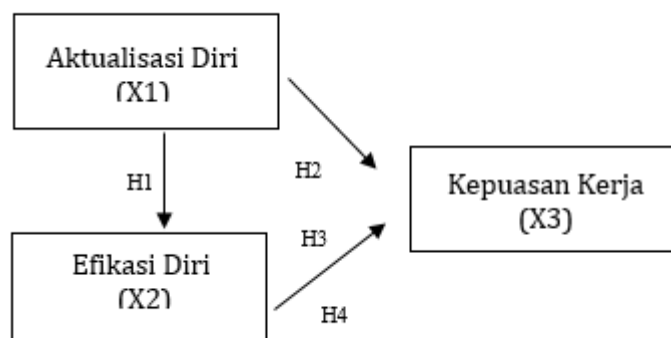 Aktualisasi Diri
(X1)
H1
H2
Kepuasan Kerja
(X3)
H3
Efikasi Diri
(X2)
H4